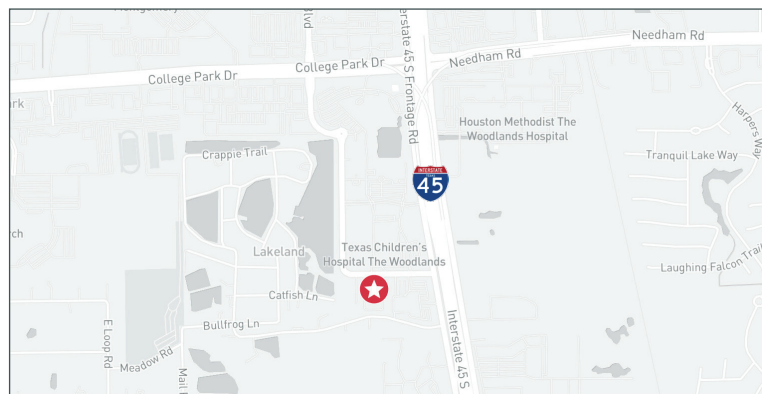 Blvd
Interstate 45 S Frontage Rd
Needham Rd
College Park Dr
College Park Dr
Needham Rd
Houston Methodist The
Woodlands Hospital
Harpers Way
Crappie Trail
Tranquil Lake Way
INTERSTATE
45
Lakeland
Texas Children's
Hospital The Woodlands
Laughing Falcon Trail
Catfish Ln
Bullfrog Ln
E Loop Rd
Meadow Rd
Interstate 45 S